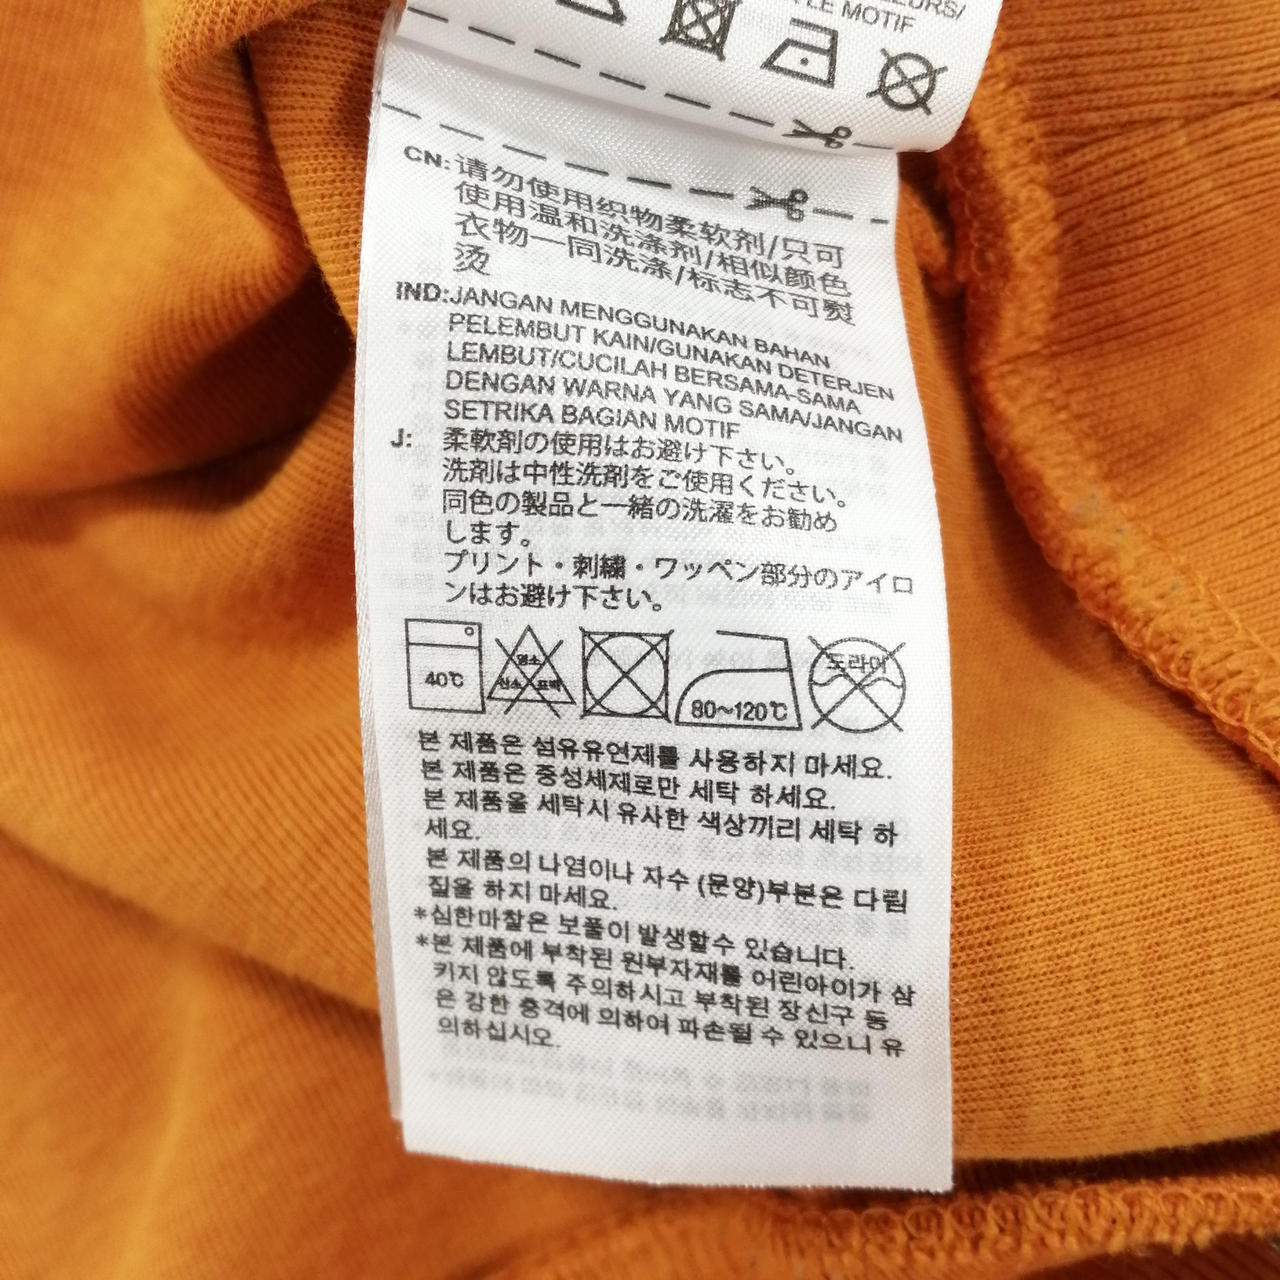 LEURS/
LE MOTIF
CN:请勿使用织物柔软剂/只可
使用温和洗涤剂/相似颜色
衣物一同洗涤/标志不可熨
烫
IND:JANGAN MENGGUNAKAN BAHAN
PELEMBUT KAIN/GUNAKAN DETERJEN
LEMBUT/CUCILAH BERSAMA-SAMA
DENGAN WARNA YANG SAMA/JANGAN
SETRIKA BAGIAN MOTIF
J: 柔軟剤の使用はお避け下さい。
洗剤は中性洗剤をご使用ください。
同色の製品と一緒の洗濯をお勧め
します。
プリント・刺繍・ワッペン部分のアイロ
ンはお避け下さい。
40℃
염소
산소 표백
80~120℃
드라이
본 제품은 섬유유연제를 사용하지 마세요.
본 제품은 중성세제로만 세탁 하세요.
본 제품을 세탁시 유사한 색상끼리 세탁 하
세요.
본 제품의 나염이나 자수 (문양)부분은 다림
질을 하지 마세요.
*심한마찰은 보풀이 발생할수 있습니다.
*본 제품에 부착된 원부자재를 어린아이가 삼
키지 않도록 주의하시고 부착된 장신구 등
은 강한 충격에 의하여 파손될 수 있으니 유
의하십시오.